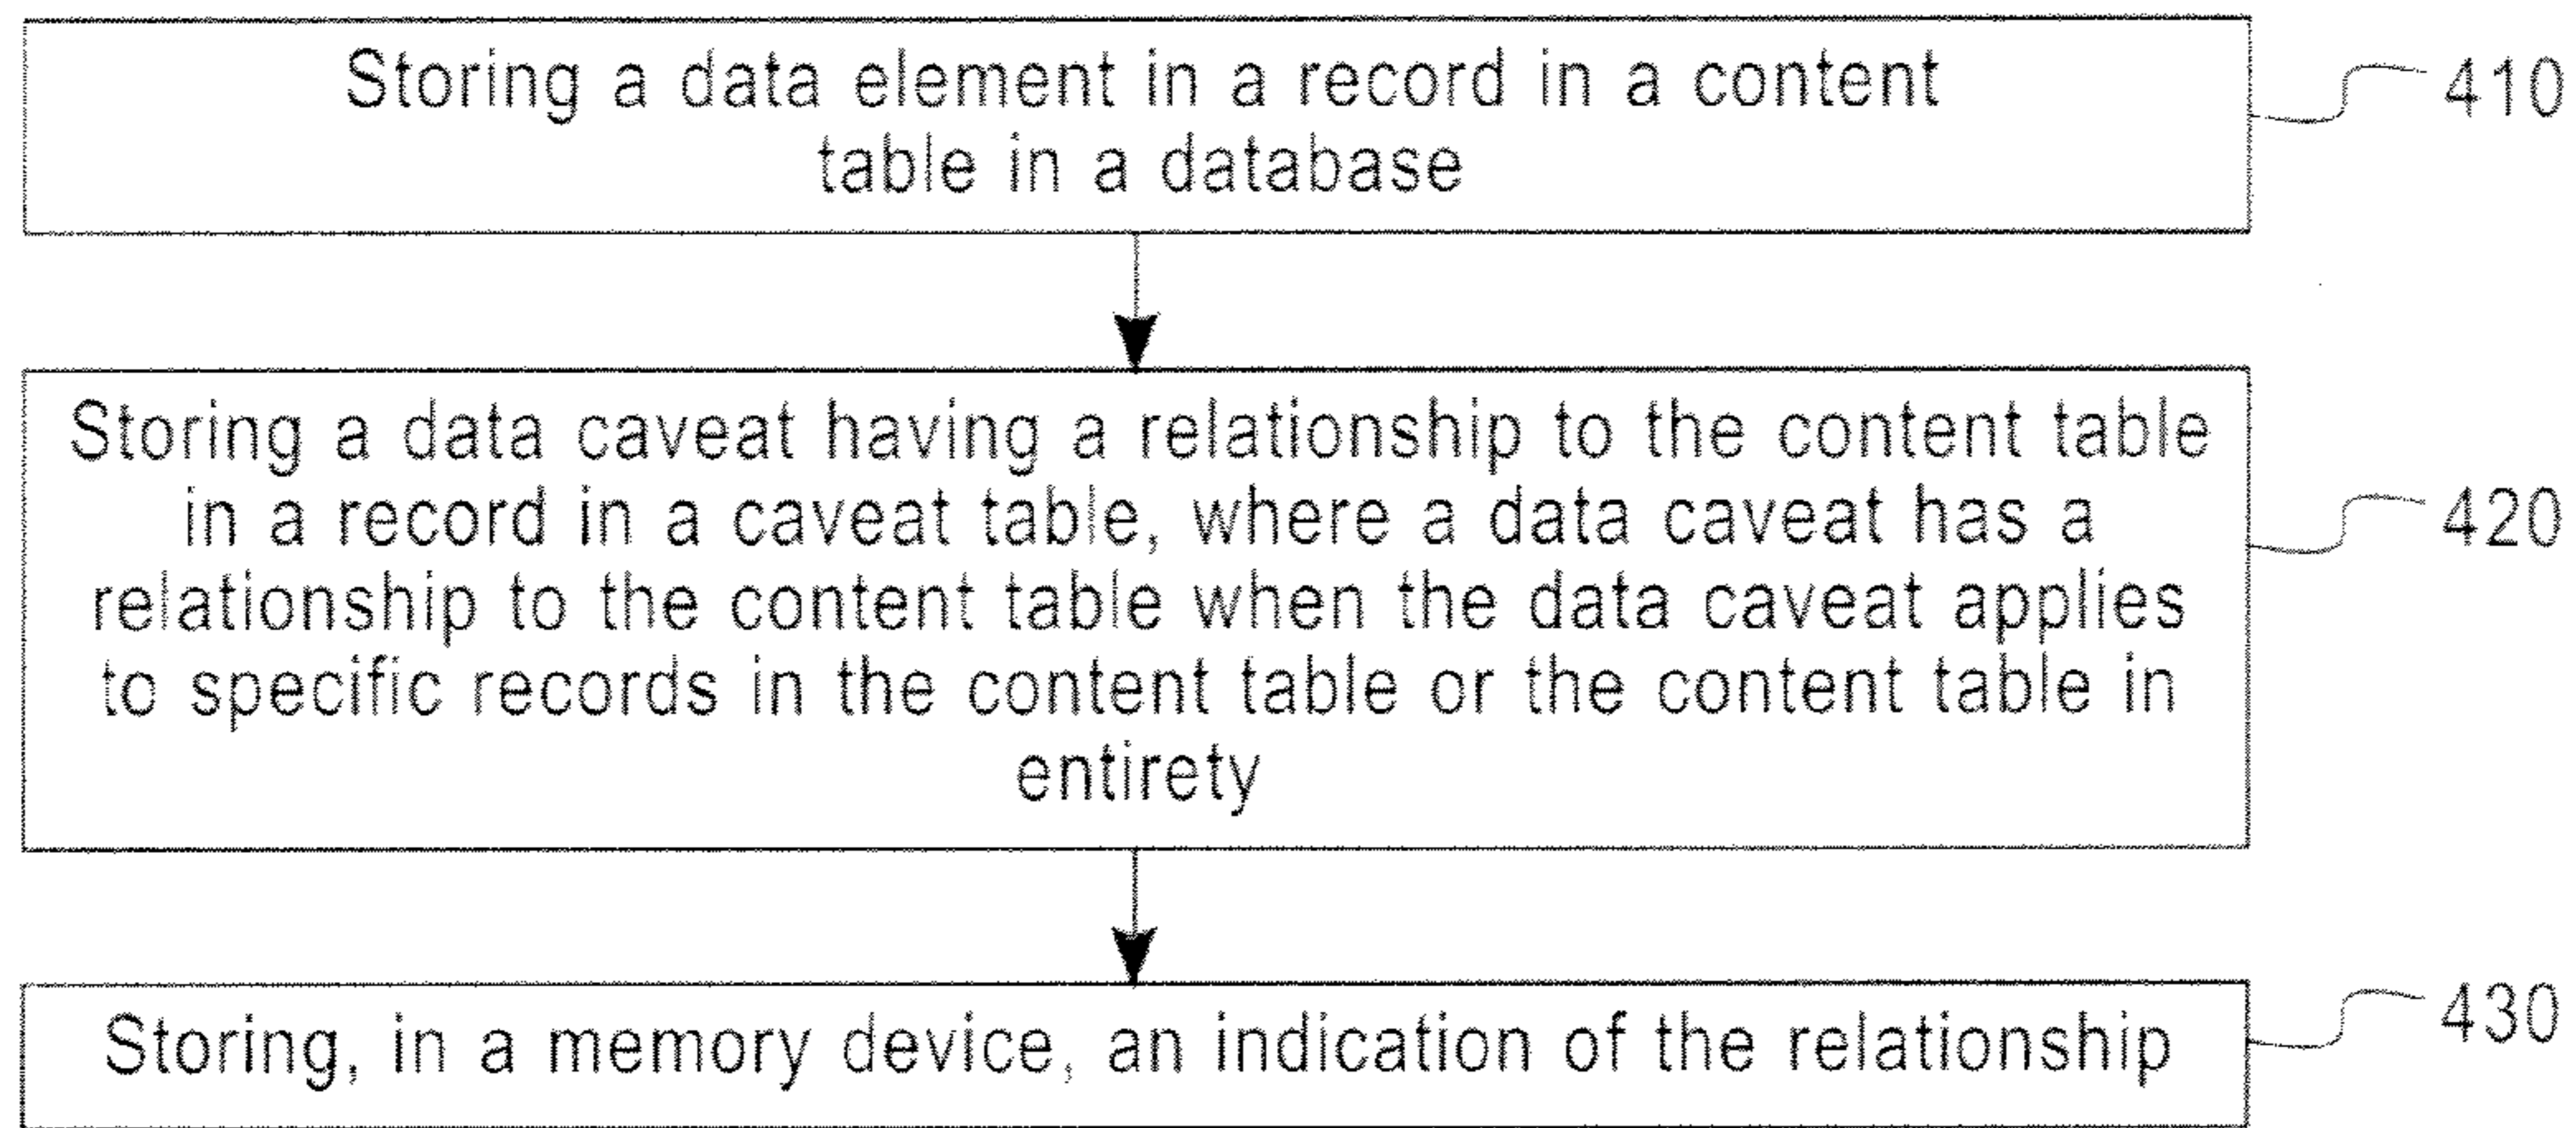 Storing a data element in a record in a content
table in a database
410
Storing a data caveat having a relationship to the content table
in a record in a caveat table, where a data caveat has a
relationship to the content table when the data caveat applies
to specific records in the content table or the content table in
entirety
420
Storing, in a memory device, an indication of the relationship
430